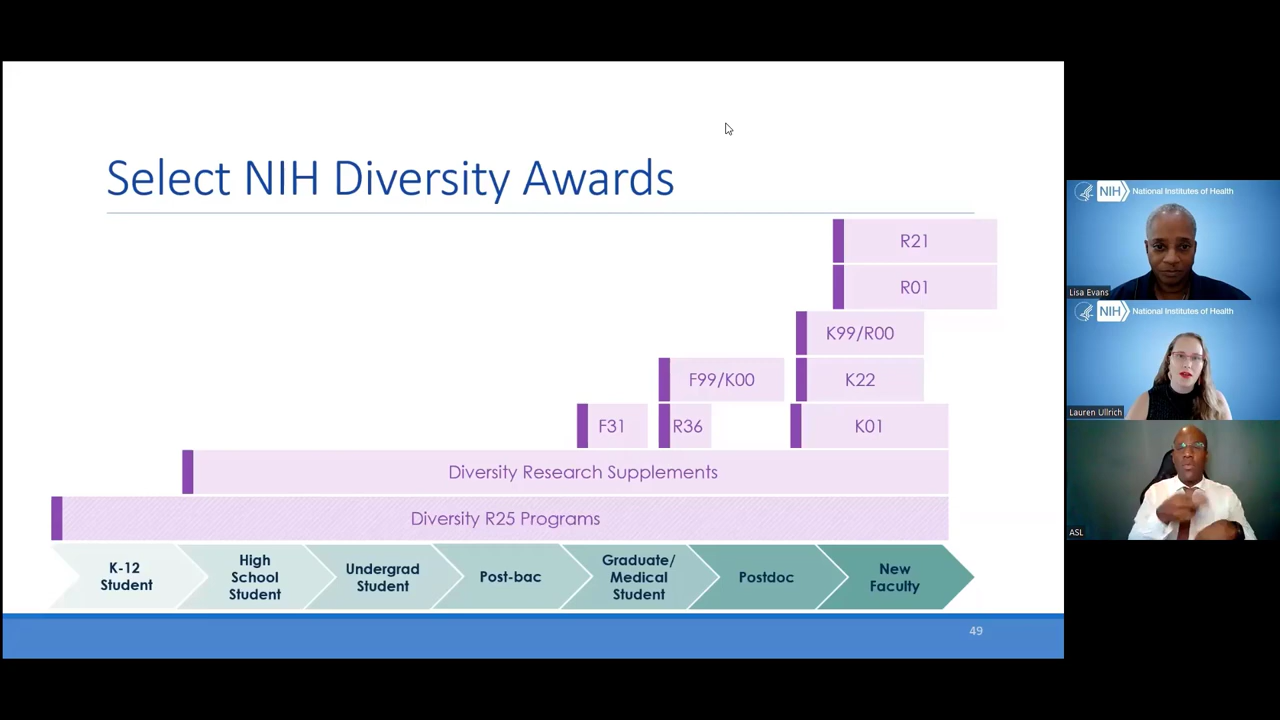 Select NIH Diversity Awards
R21
R01
K99/R00
F99/K00
K22
F31
R36
K01
Diversity Research Supplements
Diversity R25 Programs
K-12
Student
High
School
Student
Undergrad
Student
Post-bac
Graduate/
Medical
Student
Postdoc
New
Faculty
49
NIH National Institutes of Health
Lisa Evans
NIH National Institutes of Health
Lauren Ullrich
ASL